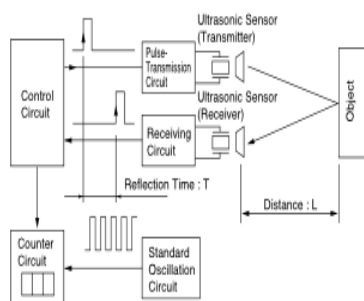 Ultrasonic Sensor
(Transmitter)
Pulse-
Transmission
Circuit
Control
Circuit
Ultrasonic Sensor
(Receiver)
Receiving
Circuit
Object
Reflection Time : T
Distance : L
Counter
Circuit
Standard
Oscillation
Circuit